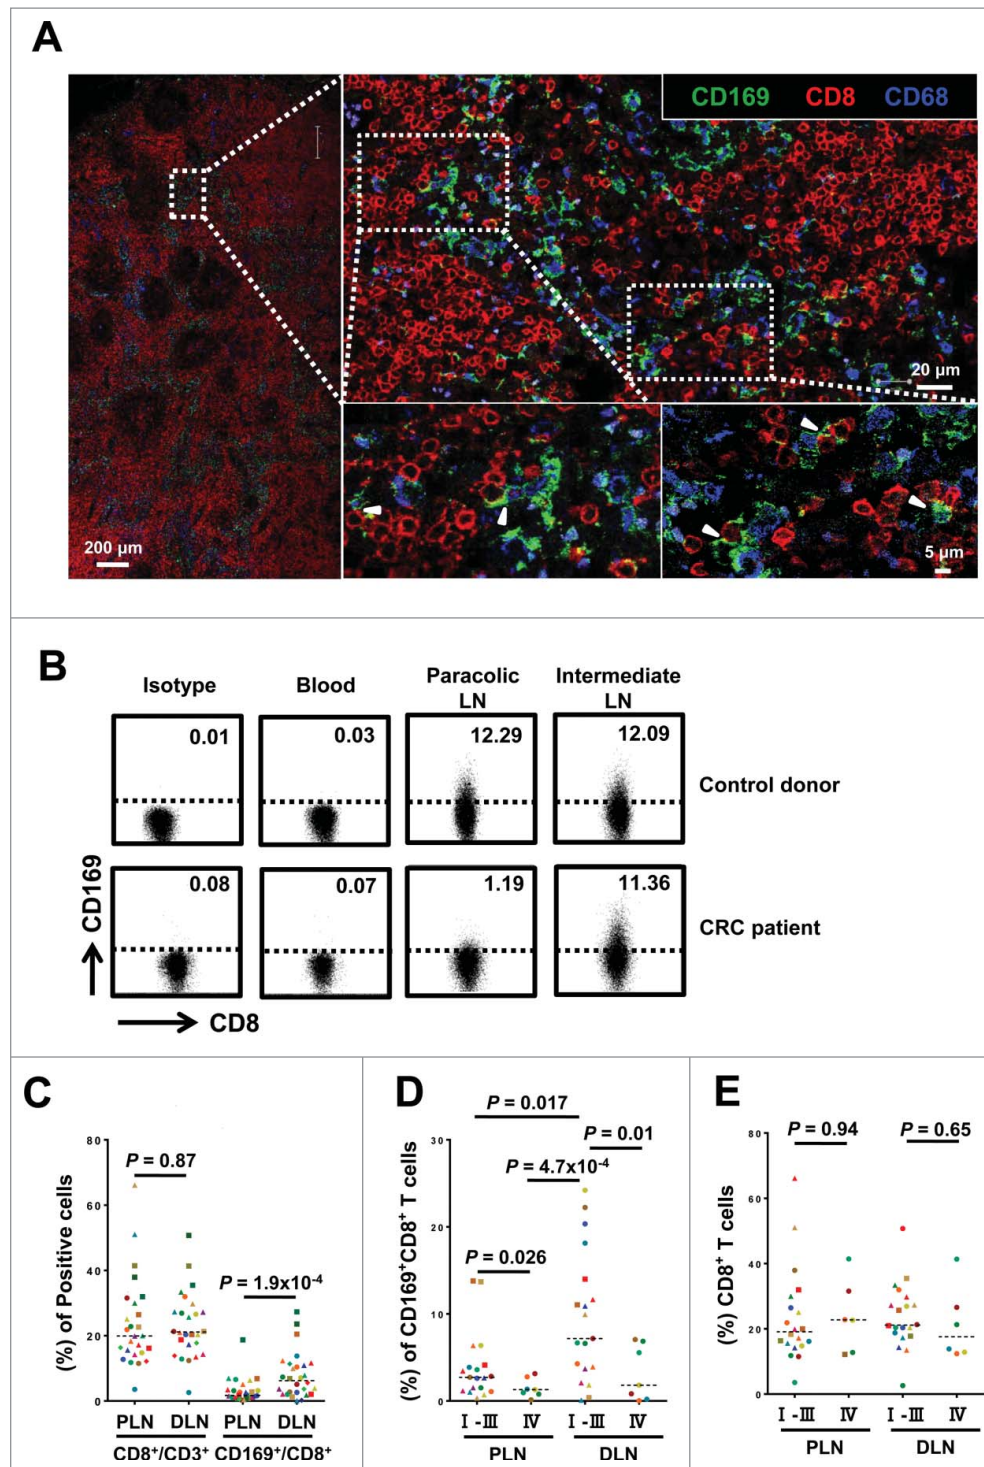 A
CD169 CD8 CD68
200 µm
20 µm
5 µm
B
Isotype Blood Paracolic LN Intermediate LN
0.01 0.03 12.29 12.09
Control donor
0.08 0.07 1.19 11.36
CRC patient
CD169
CD8
C
(%) of Positive cells
80
60
40
20
0
P = 0.87
P = 1.9x10⁻⁴
PLN DLN PLN DLN
CD8⁺/CD3⁺ CD169⁺/CD8⁺
D
(%) of CD169⁺CD8⁺ T cells
30
20
10
0
P = 0.017
P = 0.01
P = 4.7x10⁻⁴
P = 0.026
I -III IV I -III IV
PLN DLN
E
(%) CD8⁺ T cells
80
60
40
20
0
P = 0.94
P = 0.65
I -III IV I -III IV
PLN DLN